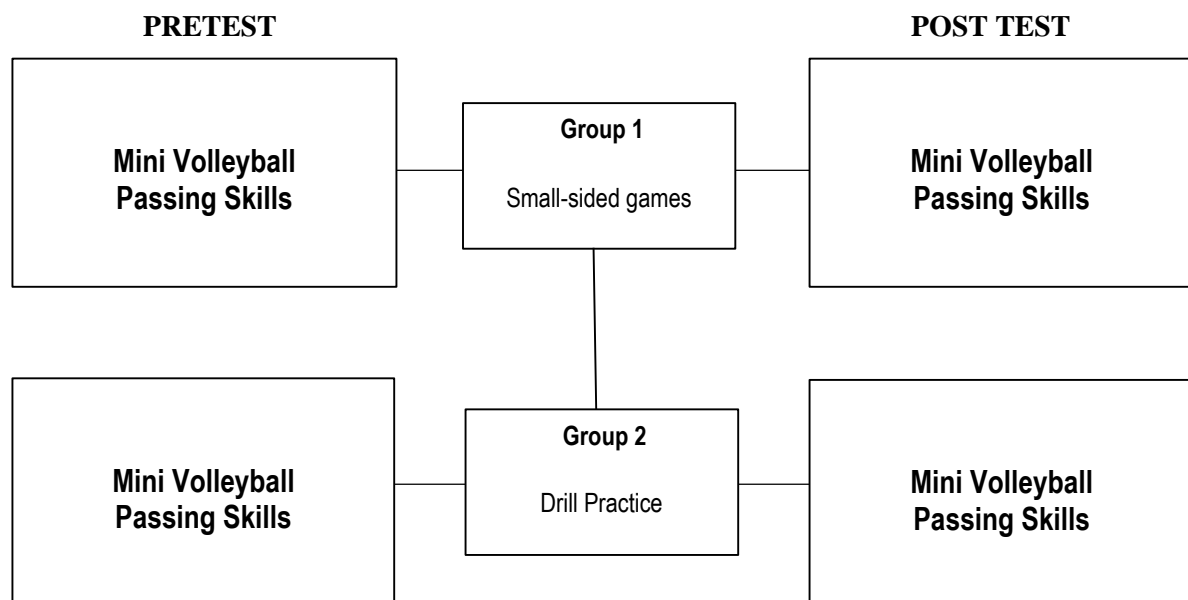 PRETEST
POST TEST
Mini Volleyball
Passing Skills
Group 1
Small-sided games
Mini Volleyball
Passing Skills
Mini Volleyball
Passing Skills
Group 2
Drill Practice
Mini Volleyball
Passing Skills